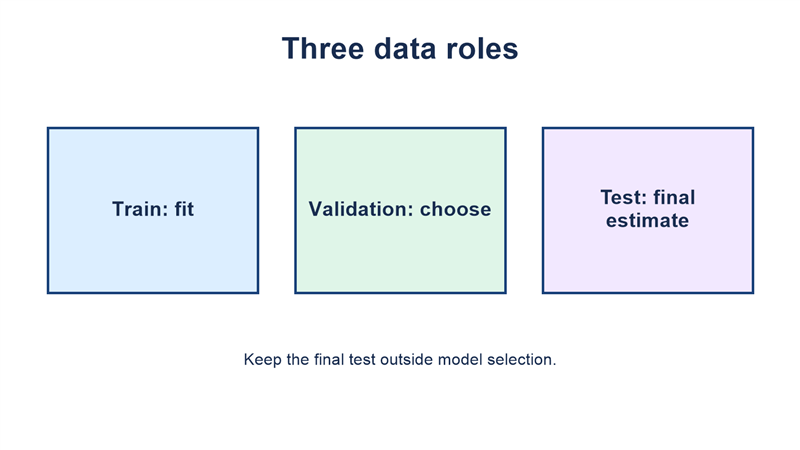 Three data roles
Train: fit
Validation: choose
Test: final
estimate
Keep the final test outside model selection.